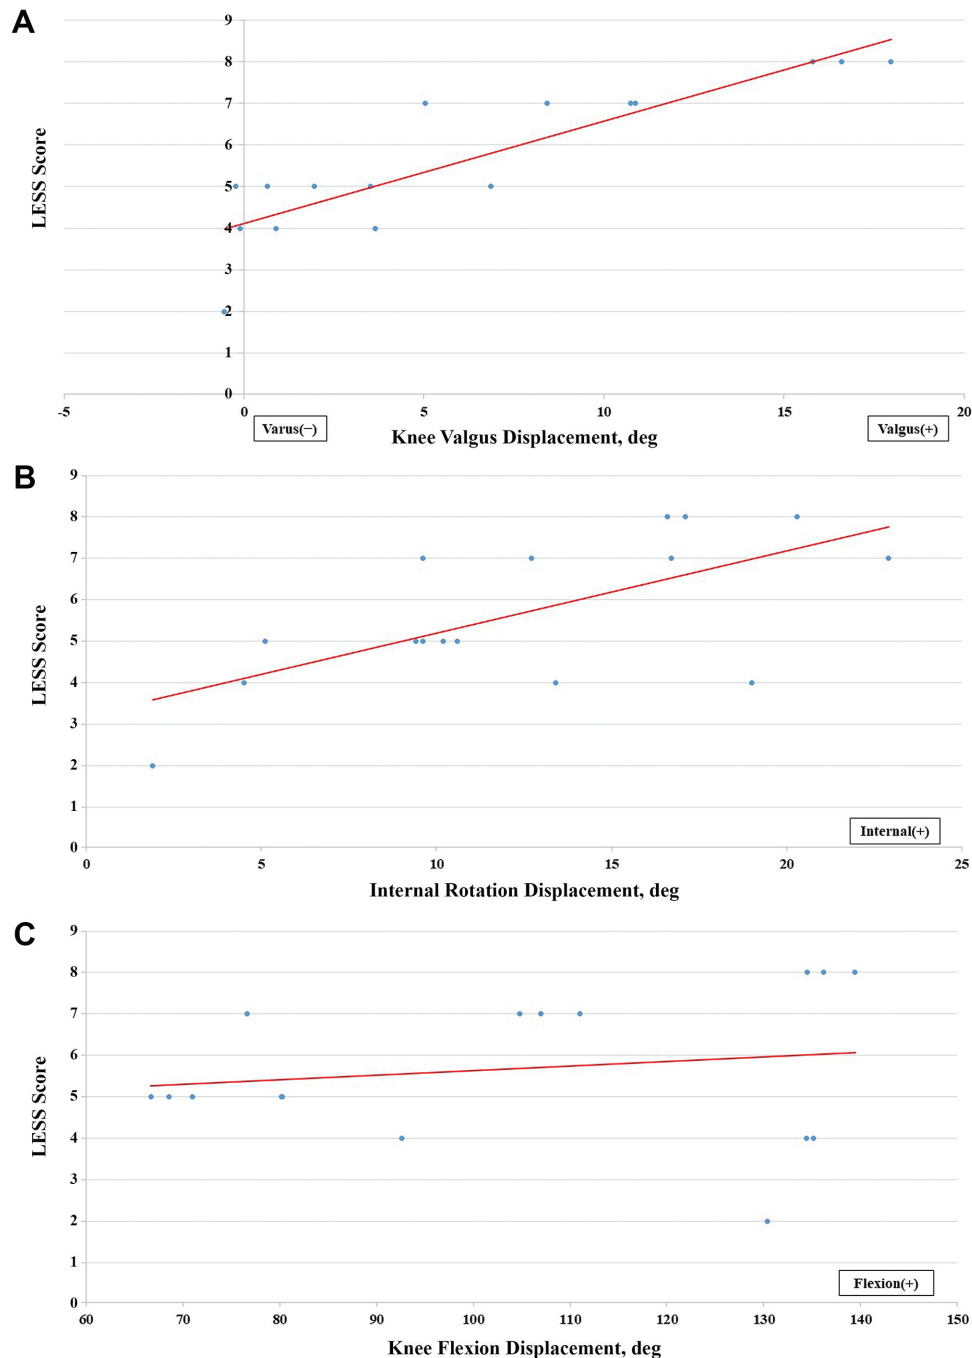 A
9
8
7
6
5
4
3
2
1
0
LESS Score
-5 0 5 10 15 20
Varus(−) Knee Valgus Displacement, deg Valgus(+)
B
9
8
7
6
5
4
3
2
1
0
LESS Score
Internal(+)
0 5 10 15 20 25
Internal Rotation Displacement, deg
C
9
8
7
6
5
4
3
2
1
0
LESS Score
Flexion(+)
60 70 80 90 100 110 120 130 140 150
Knee Flexion Displacement, deg